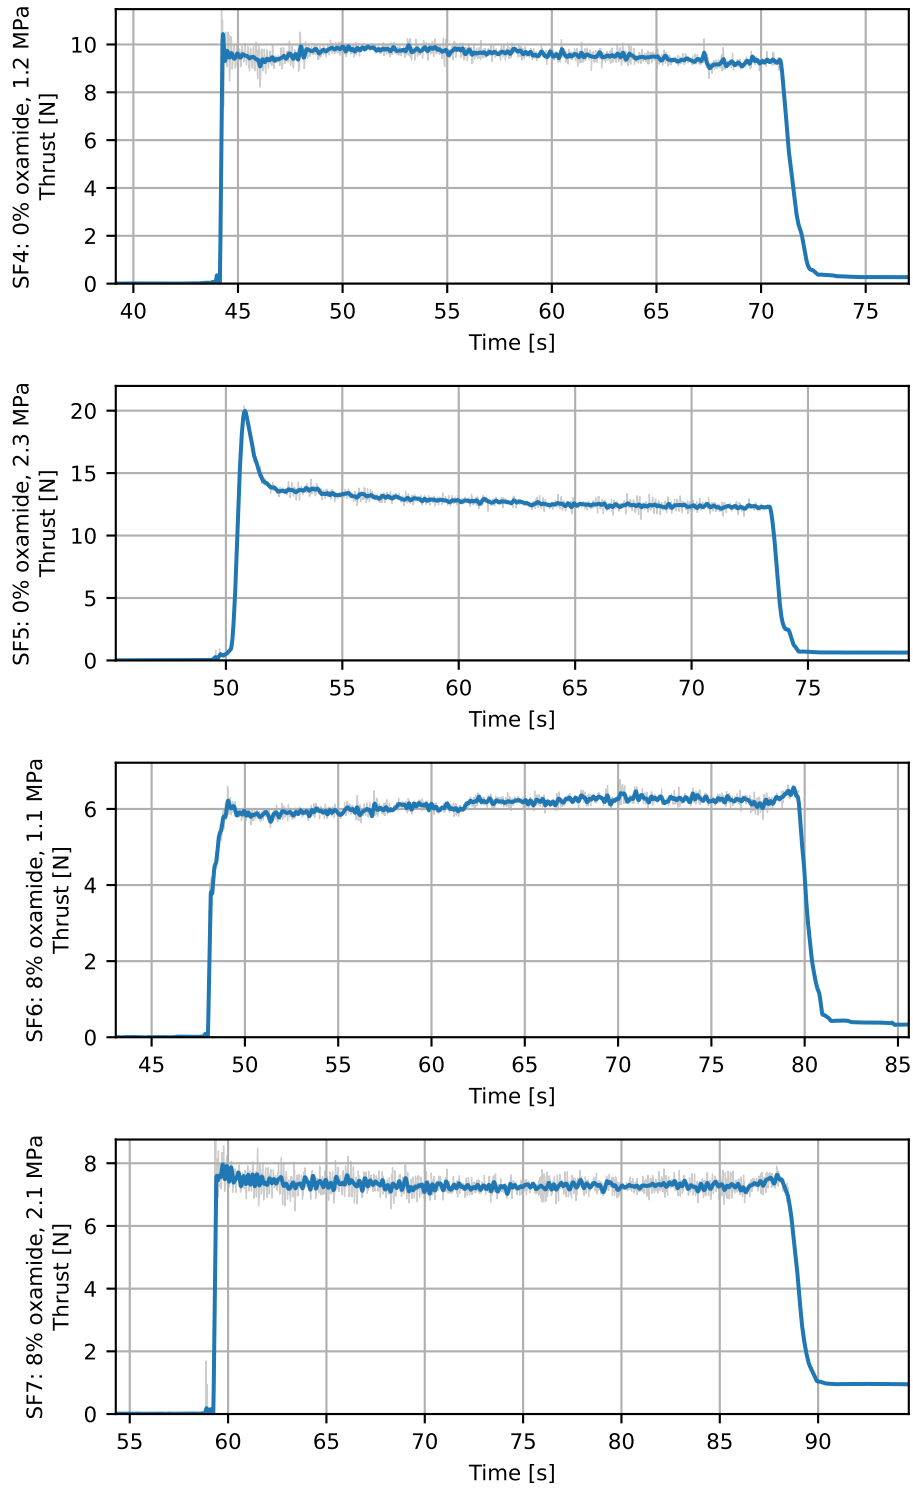 SF4: 0% oxamide, 1.2 MPa
Thrust [N]
10
8
6
4
2
0
40 45 50 55 60 65 70 75
Time [s]
SF5: 0% oxamide, 2.3 MPa
Thrust [N]
20
15
10
5
0
50 55 60 65 70 75
Time [s]
SF6: 8% oxamide, 1.1 MPa
Thrust [N]
6
4
2
0
45 50 55 60 65 70 75 80 85
Time [s]
SF7: 8% oxamide, 2.1 MPa
Thrust [N]
8
6
4
2
0
55 60 65 70 75 80 85 90
Time [s]